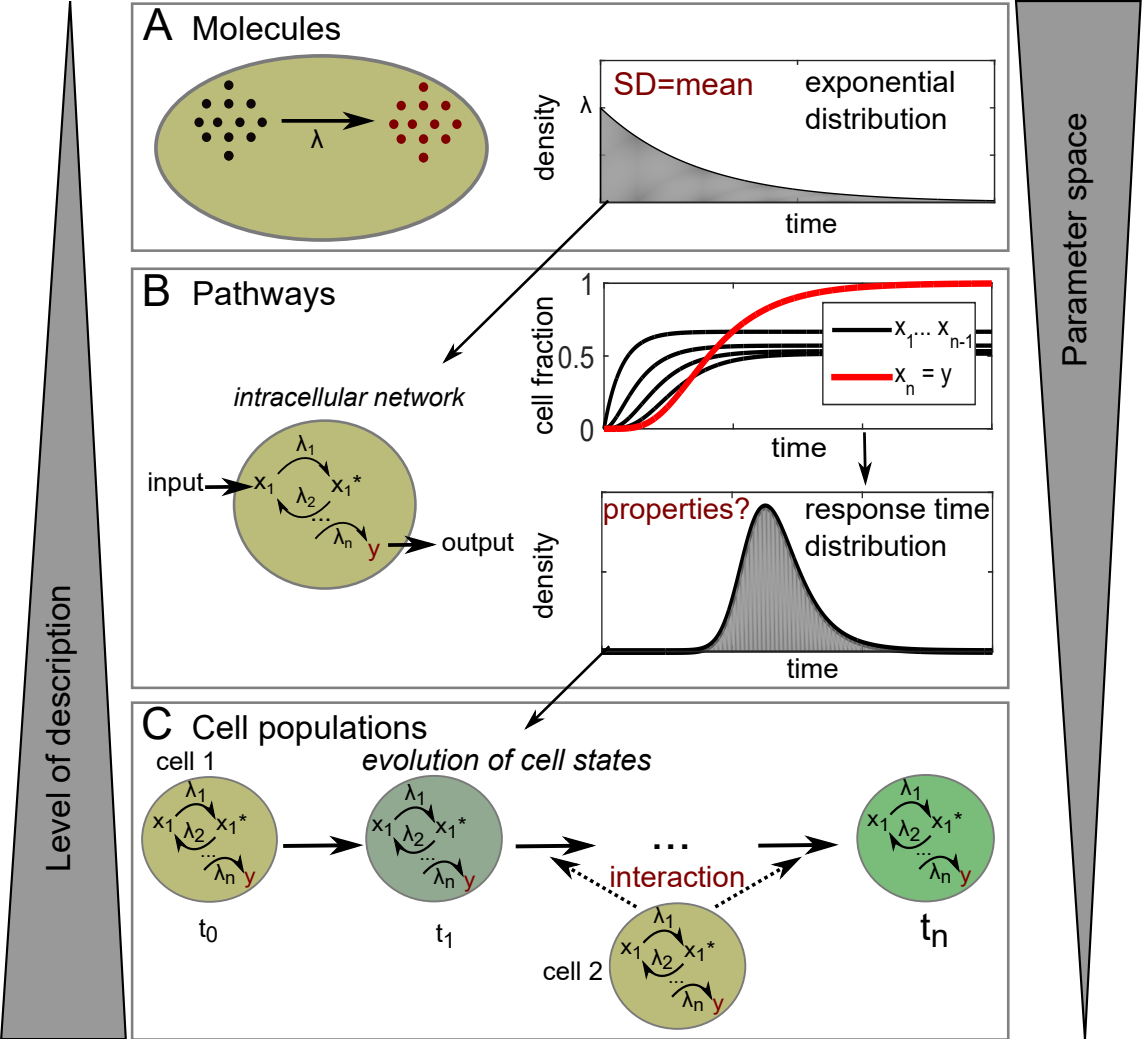 A Molecules
λ
SD=mean
exponential
distribution
λ
density
time
Level of description
Parameter space
B Pathways
intracellular network
input
x1
λ1
x1*
λ2
...
λn
y
output
1
0.5
0
cell fraction
x1... xn-1
xn = y
time
properties?
response time
distribution
density
time
C Cell populations
evolution of cell states
cell 1
λ1
x1
λ2
x1*
...
λn
y
t0
λ1
x1
λ2
x1*
...
λn
y
t1
...
interaction
cell 2
λ1
x1
λ2
x1*
...
λn
y
λ1
x1
λ2
x1*
...
λn
y
tn